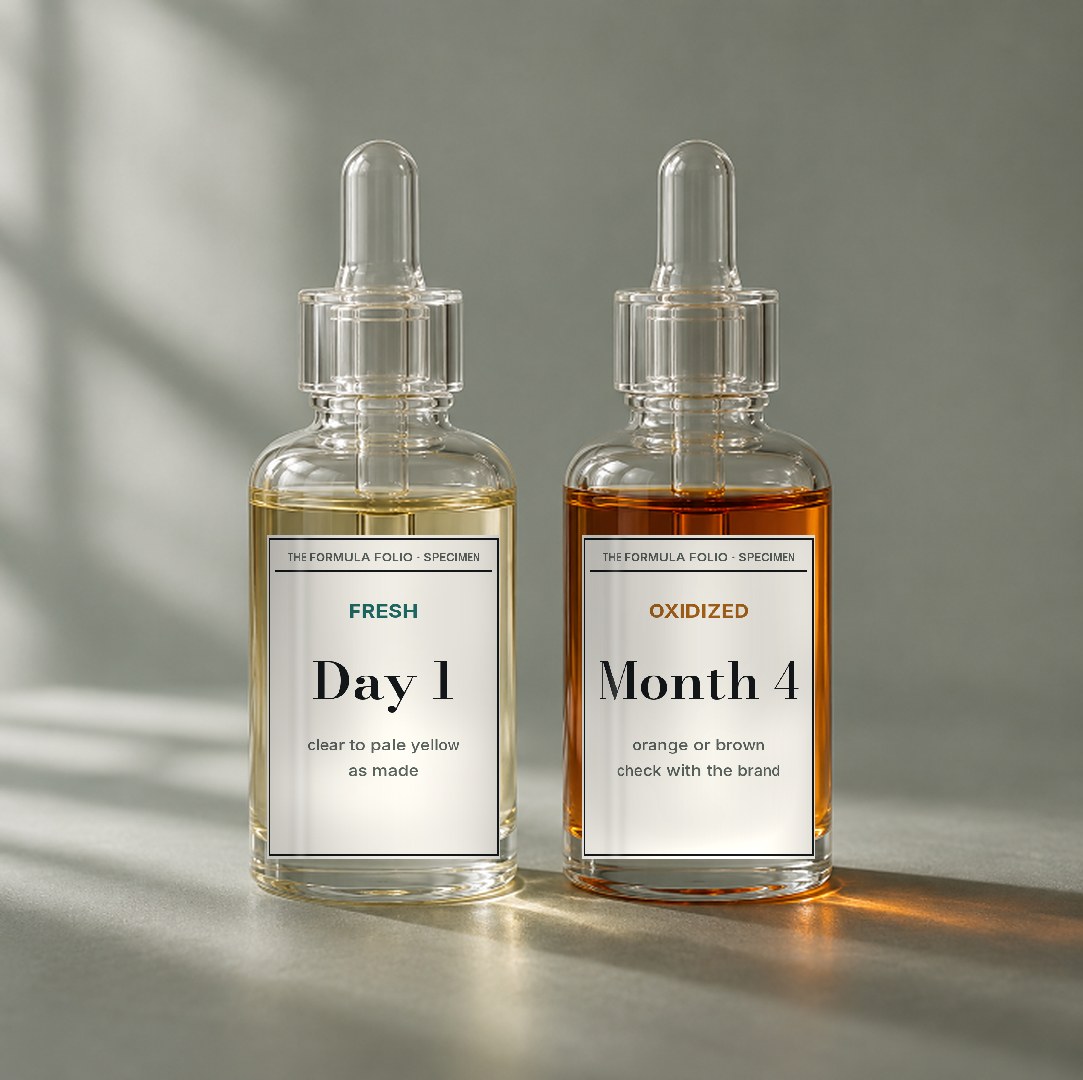 THE FORMULA FOLIO - SPECIMEN
FRESH
Day 1
clear to pale yellow
as made
THE FORMULA FOLIO - SPECIMEN
OXIDIZED
Month 4
orange or brown
check with the brand